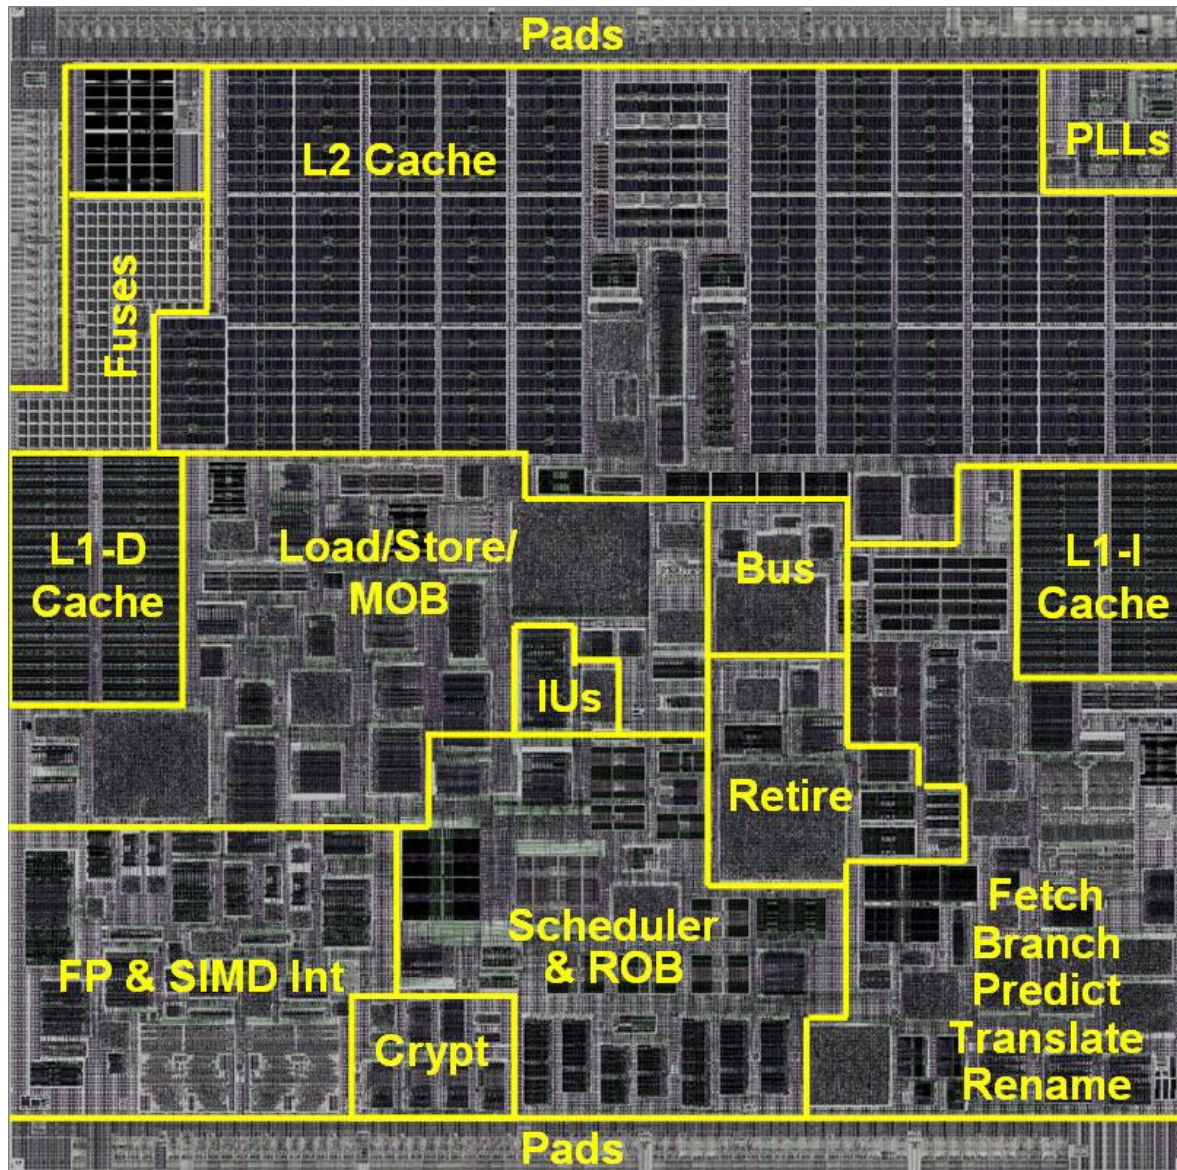 Pads
L2 Cache
PLLs
Fuses
L1-D
Cache
Load/Store/
MOB
Bus
L1-I
Cache
IUs
Retire
Scheduler
& ROB
FP & SIMD Int
Crypt
Fetch
Branch
Predict
Translate
Rename
Pads